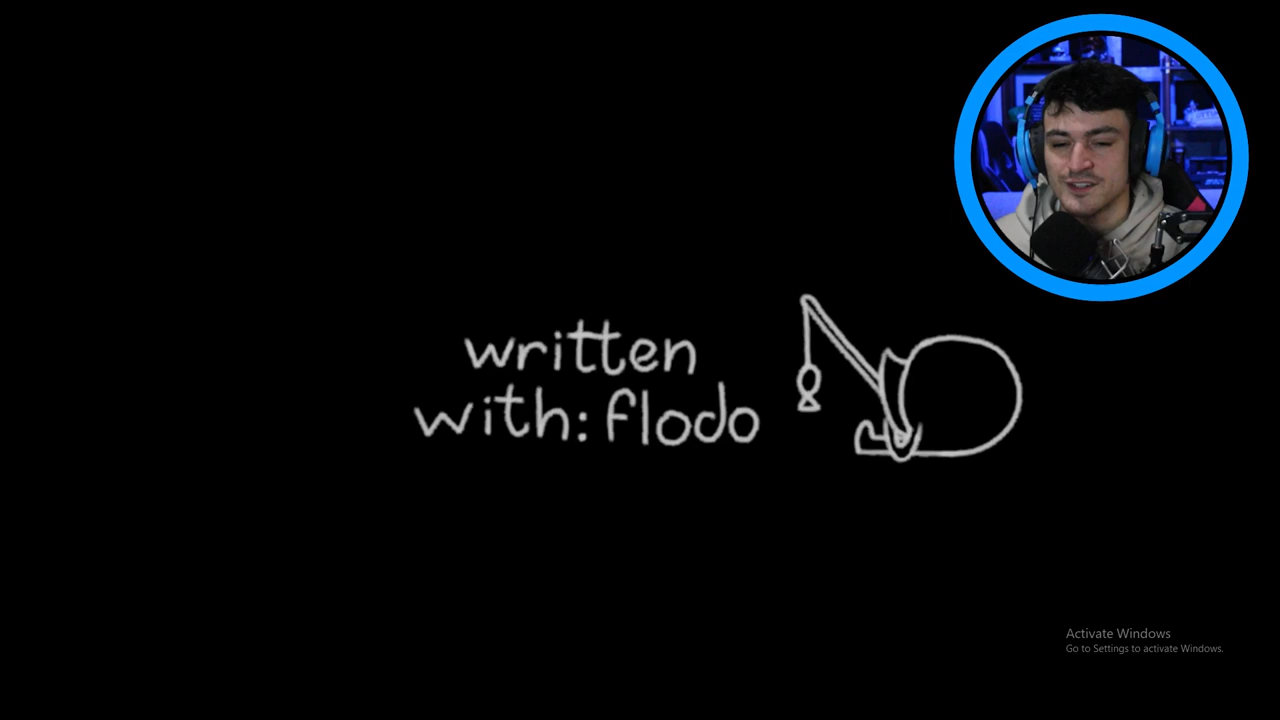 written
with: flodo
Activate Windows
Go to Settings to activate Windows.